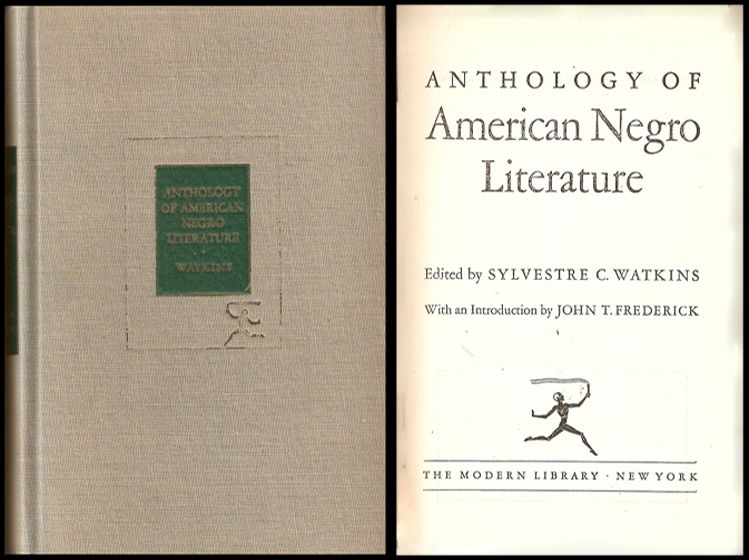 ANTHOLOGY
OF AMERICAN
NEGRO
LITERATURE
WATKINS
ANTHOLOGY OF
American Negro
Literature
Edited by SYLVESTRE C. WATKINS
With an Introduction by JOHN T. FREDERICK
THE MODERN LIBRARY · NEW YORK